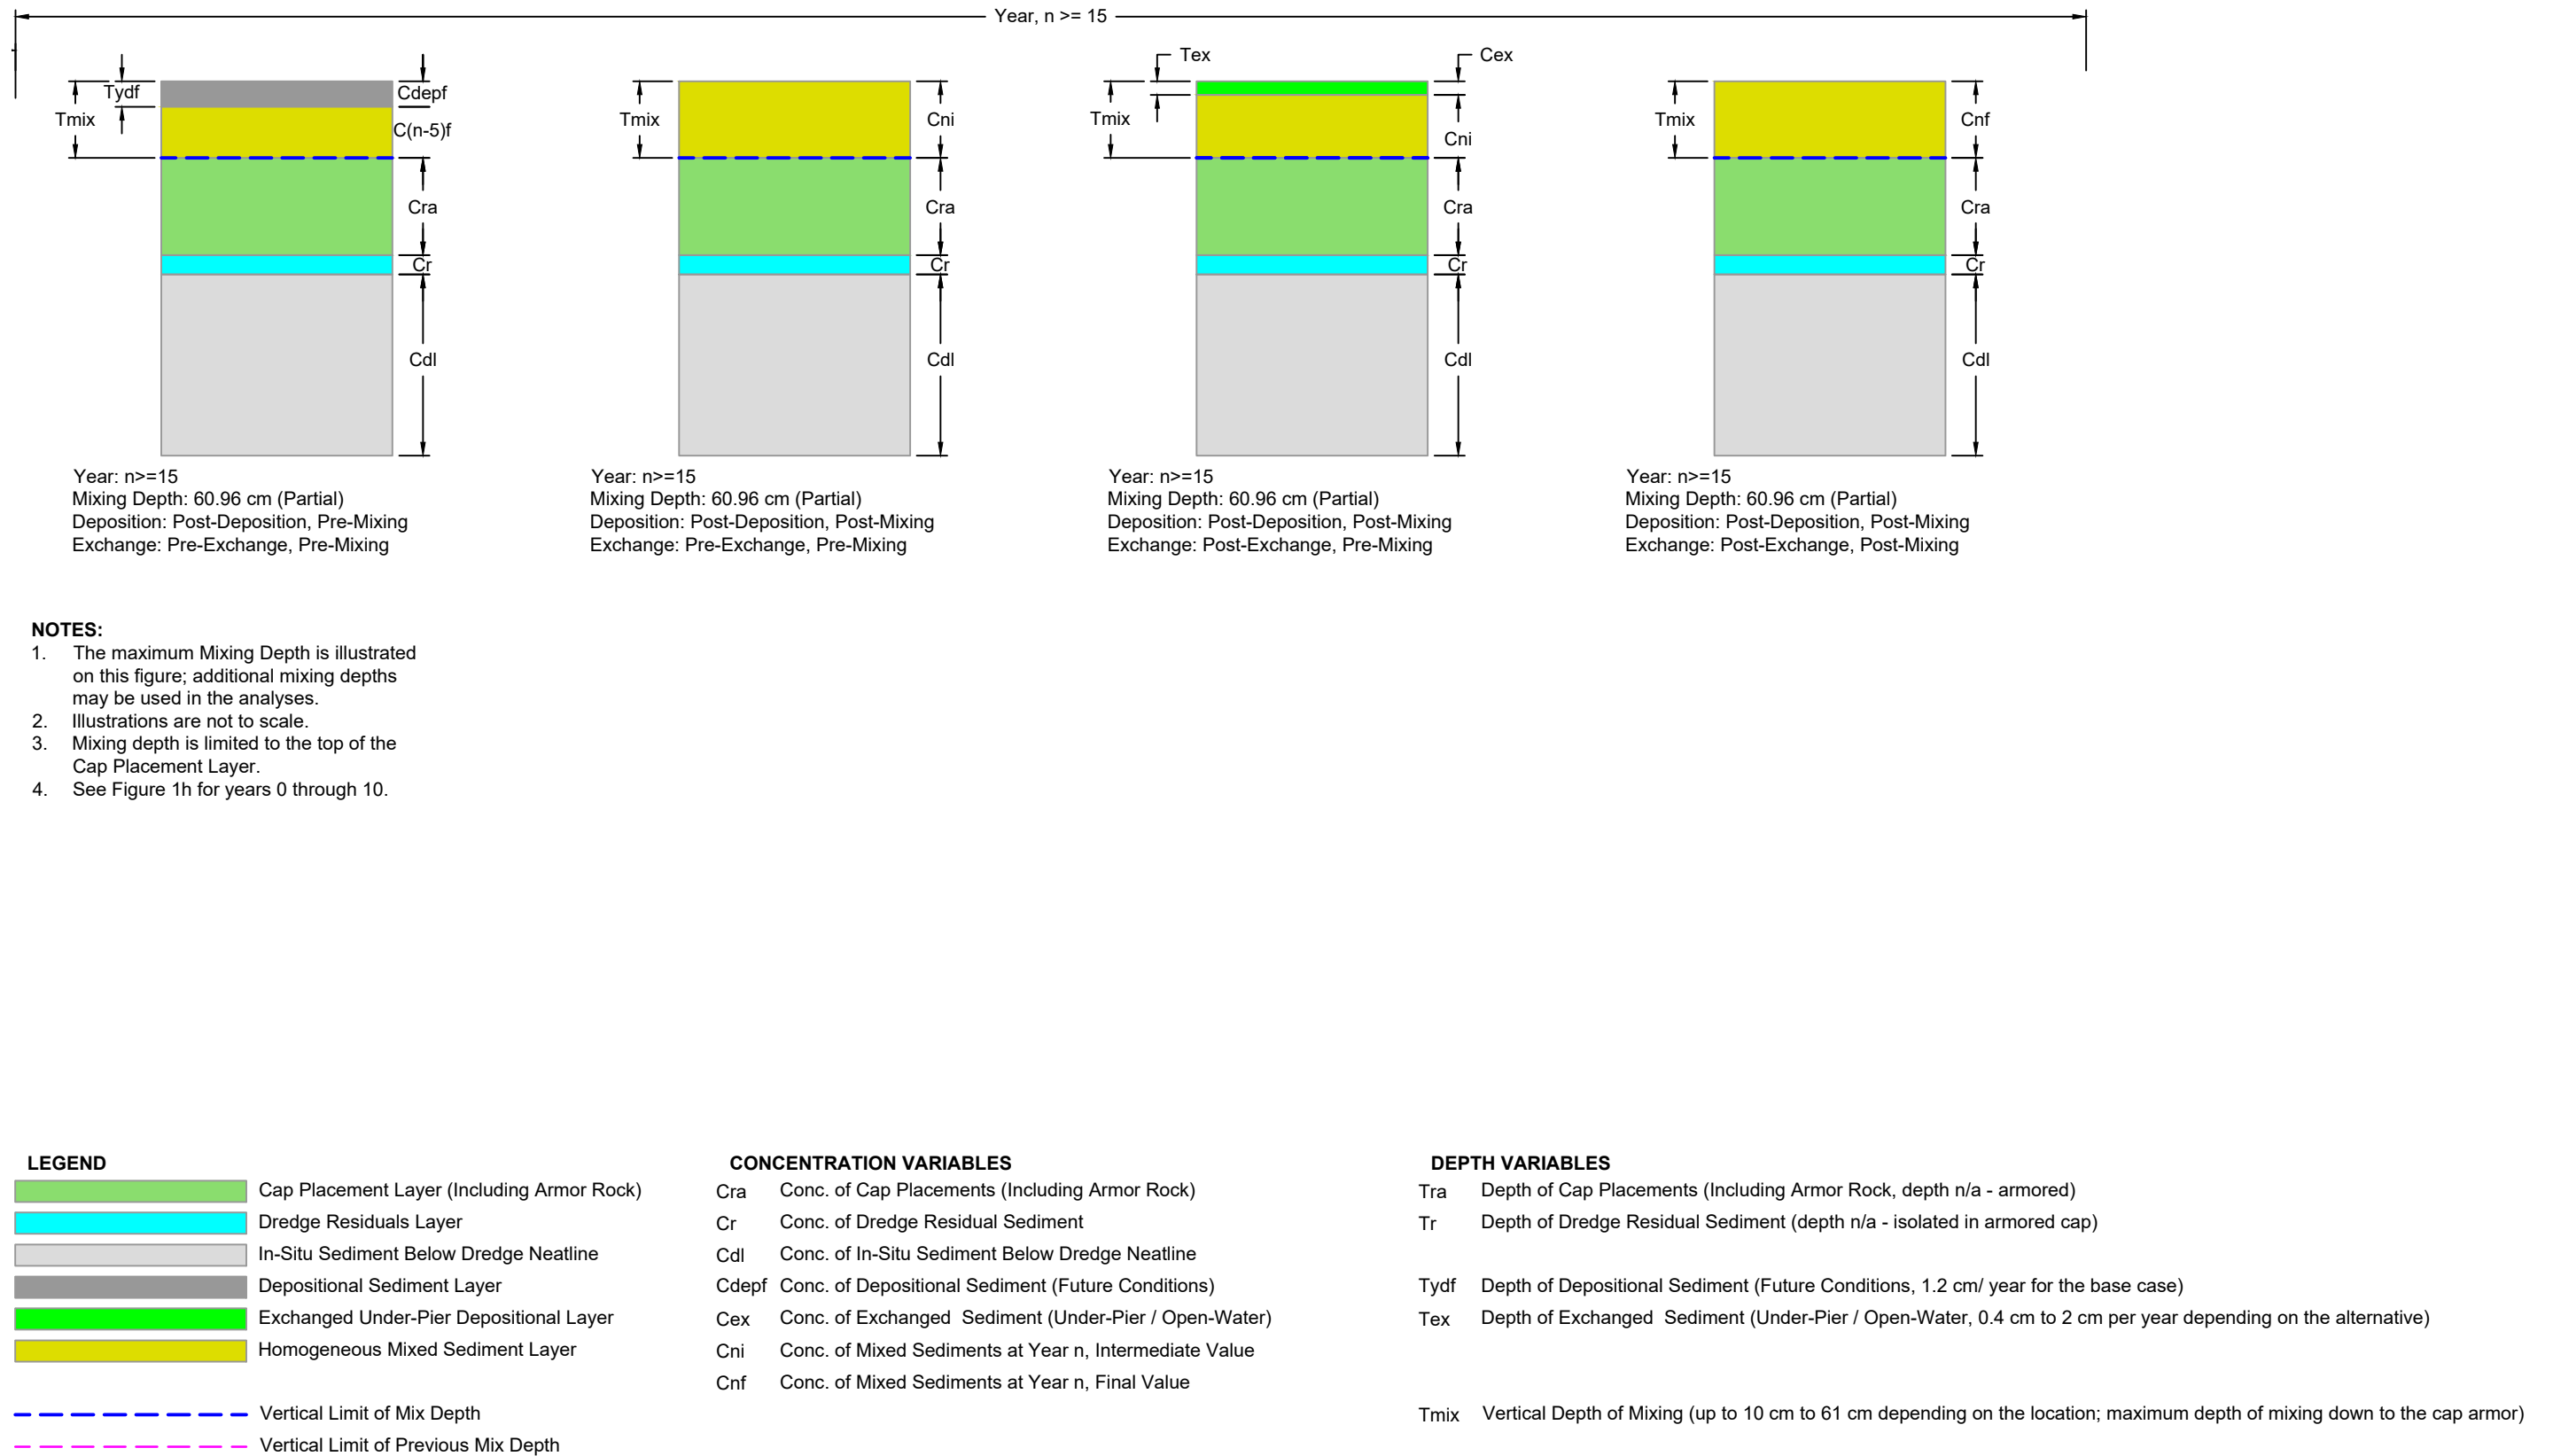 Year, n >= 15
Tydf
Tmix
Cdepf
C(n-5)f
Cra
Cr
Cdl
Year: n>=15
Mixing Depth: 60.96 cm (Partial)
Deposition: Post-Deposition, Pre-Mixing
Exchange: Pre-Exchange, Pre-Mixing
Tmix
Cni
Cra
Cr
Cdl
Year: n>=15
Mixing Depth: 60.96 cm (Partial)
Deposition: Post-Deposition, Post-Mixing
Exchange: Pre-Exchange, Pre-Mixing
Tex
Cex
Tmix
Cni
Cra
Cr
Cdl
Year: n>=15
Mixing Depth: 60.96 cm (Partial)
Deposition: Post-Deposition, Post-Mixing
Exchange: Post-Exchange, Pre-Mixing
Tmix
Cnf
Cra
Cr
Cdl
Year: n>=15
Mixing Depth: 60.96 cm (Partial)
Deposition: Post-Deposition, Post-Mixing
Exchange: Post-Exchange, Post-Mixing
NOTES:
1. The maximum Mixing Depth is illustrated
on this figure; additional mixing depths
may be used in the analyses.
2. Illustrations are not to scale.
3. Mixing depth is limited to the top of the
Cap Placement Layer.
4. See Figure 1h for years 0 through 10.
LEGEND
Cap Placement Layer (Including Armor Rock)
Dredge Residuals Layer
In-Situ Sediment Below Dredge Neatline
Depositional Sediment Layer
Exchanged Under-Pier Depositional Layer
Homogeneous Mixed Sediment Layer
Vertical Limit of Mix Depth
Vertical Limit of Previous Mix Depth
CONCENTRATION VARIABLES
Cra Conc. of Cap Placements (Including Armor Rock)
Cr Conc. of Dredge Residual Sediment
Cdl Conc. of In-Situ Sediment Below Dredge Neatline
Cdepf Conc. of Depositional Sediment (Future Conditions)
Cex Conc. of Exchanged Sediment (Under-Pier / Open-Water)
Cni Conc. of Mixed Sediments at Year n, Intermediate Value
Cnf Conc. of Mixed Sediments at Year n, Final Value
DEPTH VARIABLES
Tra Depth of Cap Placements (Including Armor Rock, depth n/a - armored)
Tr Depth of Dredge Residual Sediment (depth n/a - isolated in armored cap)
Tydf Depth of Depositional Sediment (Future Conditions, 1.2 cm/ year for the base case)
Tex Depth of Exchanged Sediment (Under-Pier / Open-Water, 0.4 cm to 2 cm per year depending on the alternative)
Tmix Vertical Depth of Mixing (up to 10 cm to 61 cm depending on the location; maximum depth of mixing down to the cap armor)